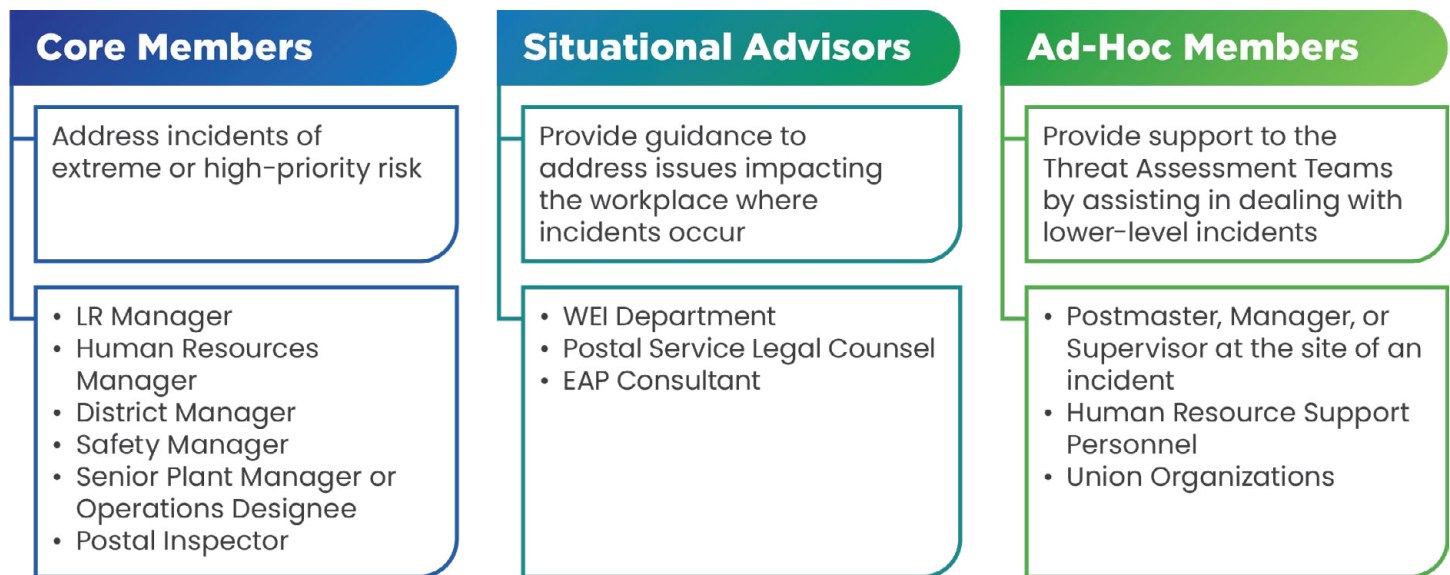 Core Members
Address incidents of
extreme or high-priority risk
• LR Manager
• Human Resources
Manager
• District Manager
• Safety Manager
• Senior Plant Manager or
Operations Designee
• Postal Inspector
Situational Advisors
Provide guidance to
address issues impacting
the workplace where
incidents occur
• WEI Department
• Postal Service Legal Counsel
• EAP Consultant
Ad-Hoc Members
Provide support to the
Threat Assessment Teams
by assisting in dealing with
lower-level incidents
• Postmaster, Manager, or
Supervisor at the site of an
incident
• Human Resource Support
Personnel
• Union Organizations